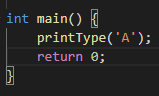 int main() {
    printType('A');
    return 0;
}